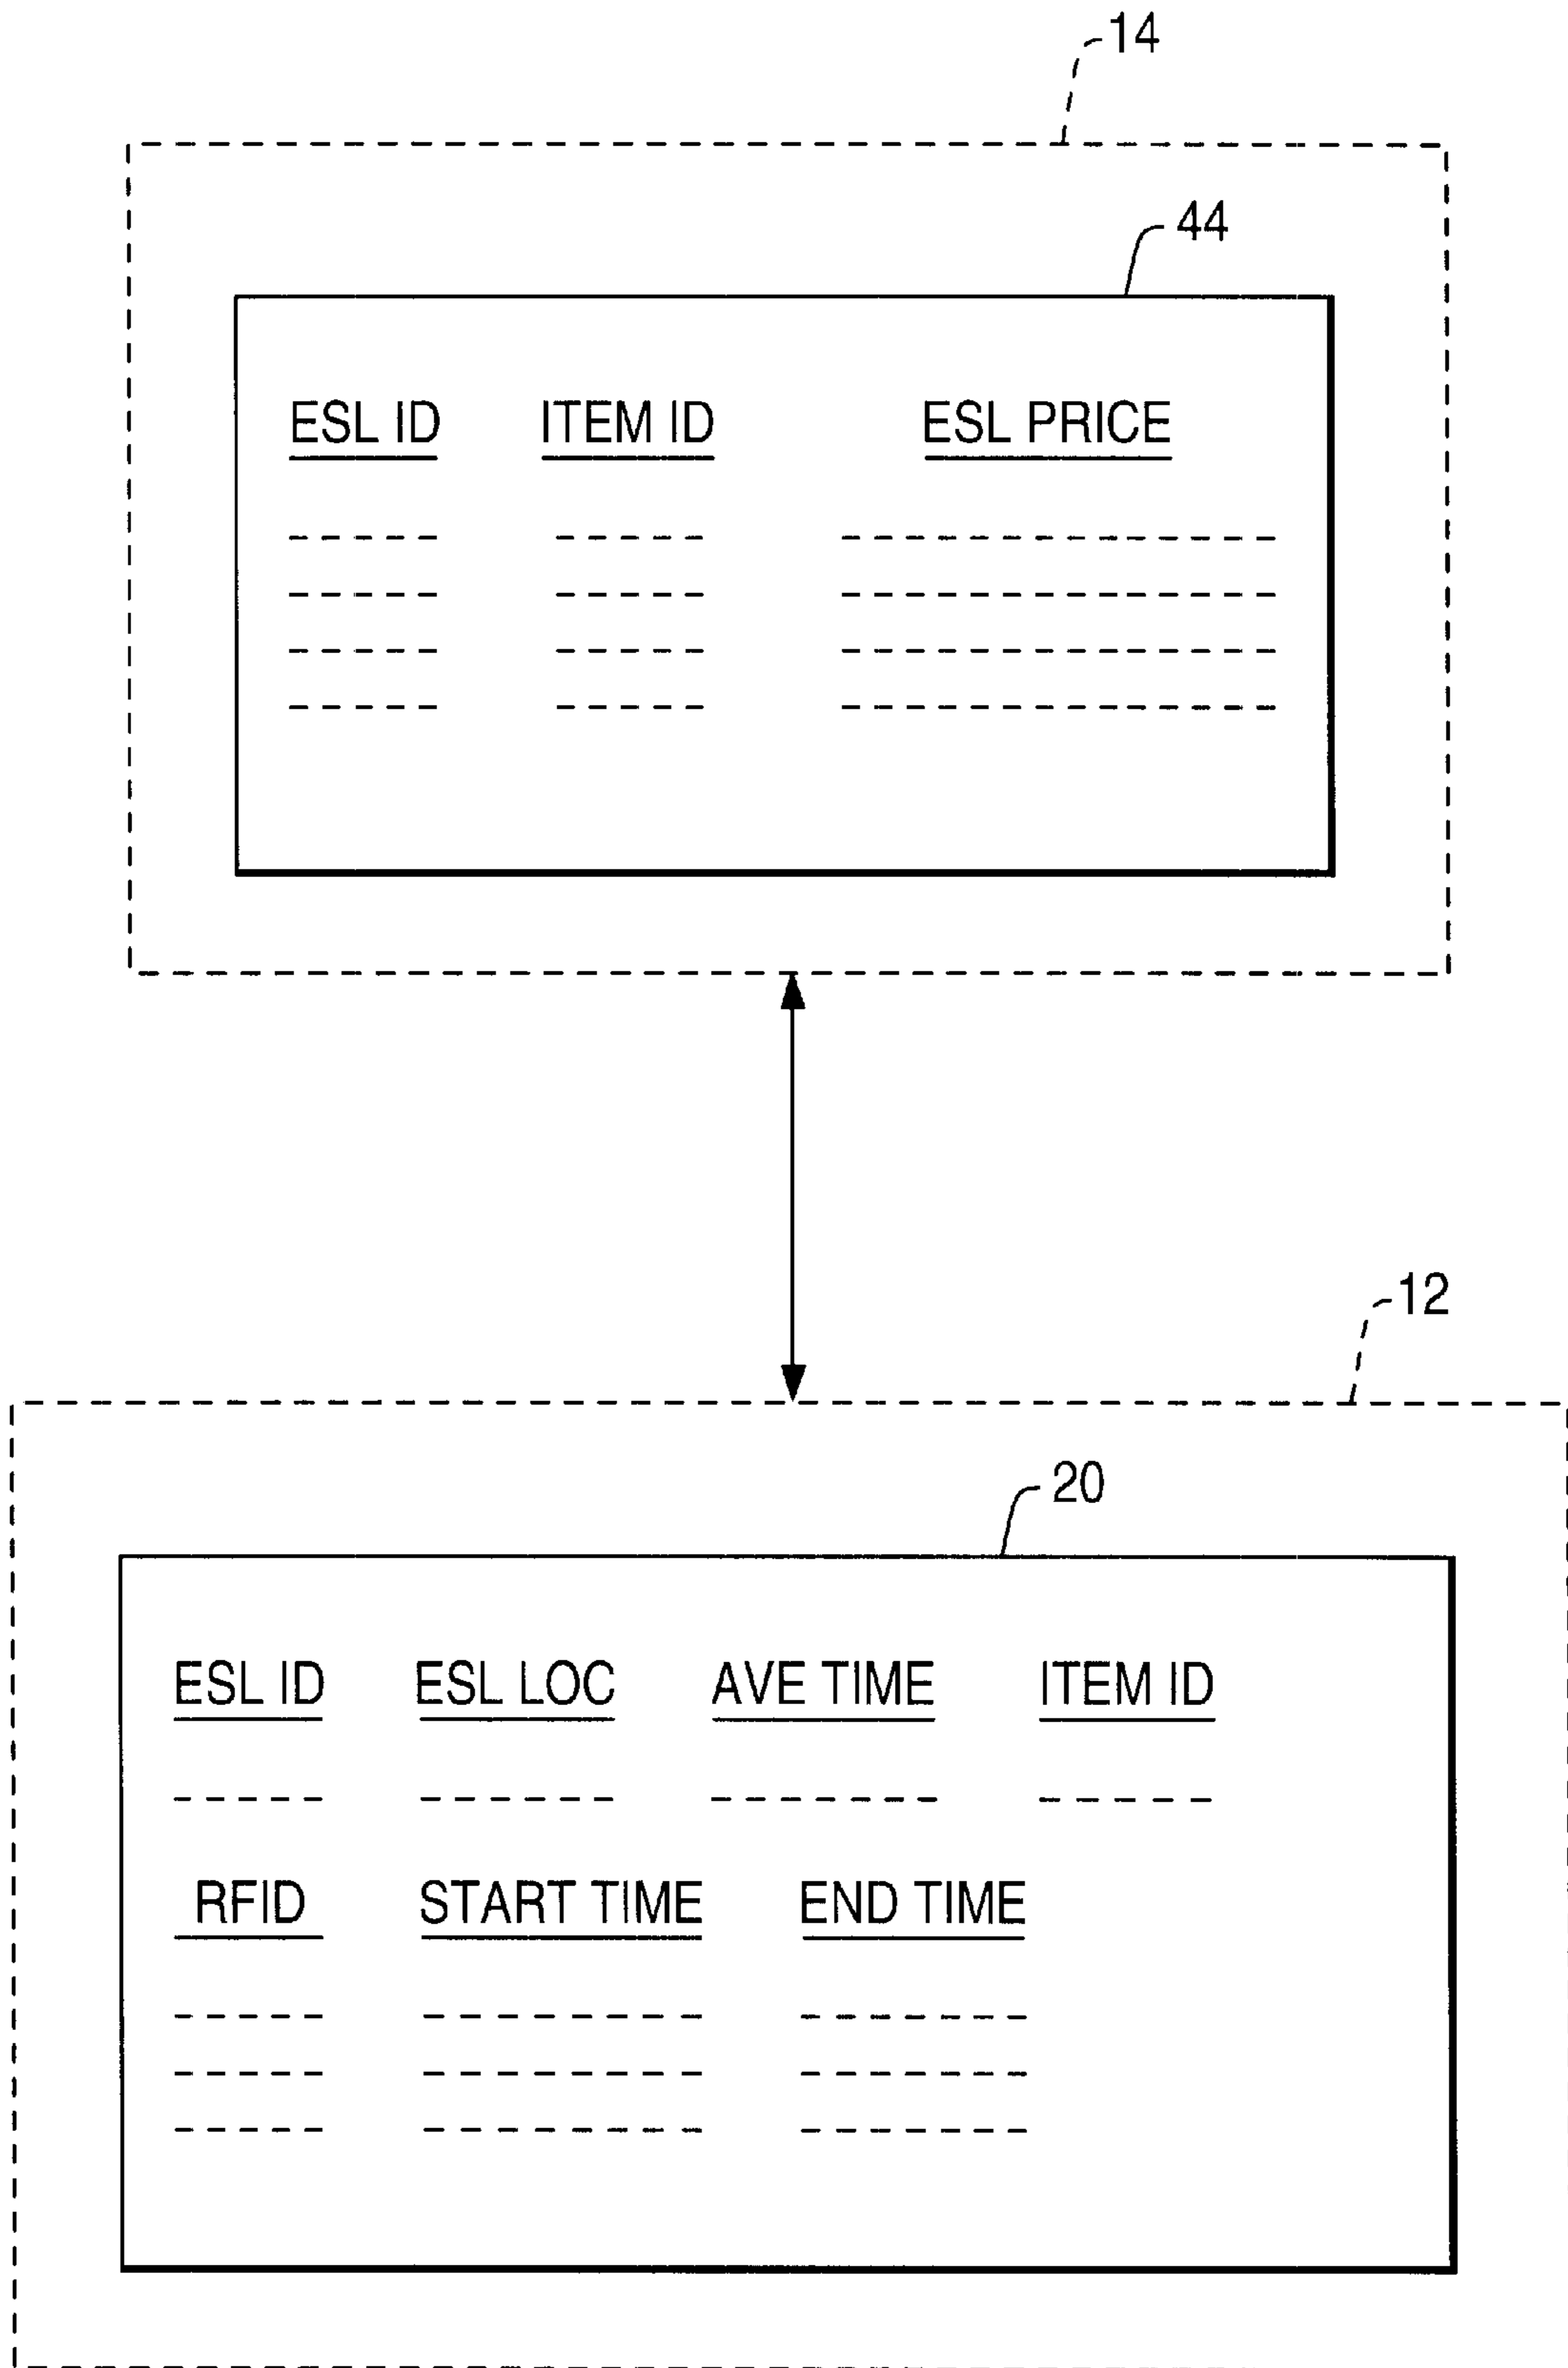 14
44
ESL ID ITEM ID ESL PRICE
12
20
ESL ID ESL LOC AVE TIME ITEM ID
RFID START TIME END TIME